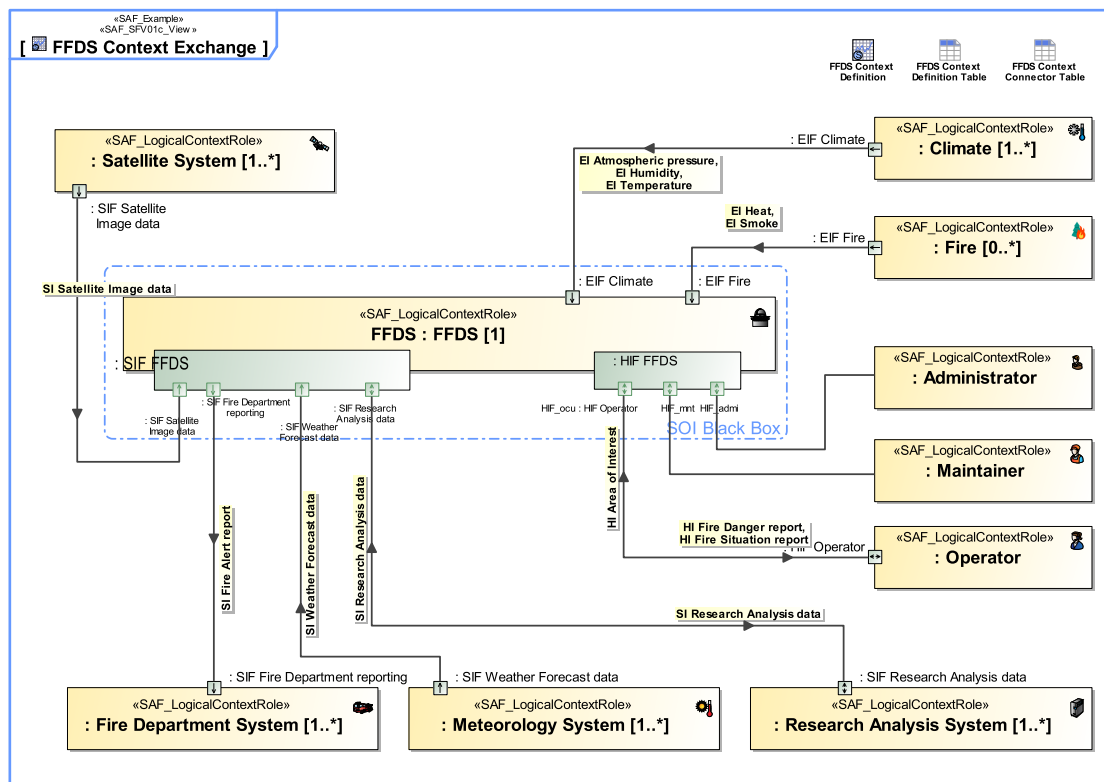 «SAF_Example»
«SAF_SFV01c_View »
[ FFDS Context Exchange ]
FFDS Context
Definition
FFDS Context
Definition Table
FFDS Context
Connector Table
«SAF_LogicalContextRole»
: Satellite System [1..*]
: SIF Satellite
Image data
SI Satellite Image data
«SAF_LogicalContextRole»
: Climate [1..*]
: EIF Climate
EI Atmospheric pressure,
EI Humidity,
EI Temperature
EI Heat,
EI Smoke
«SAF_LogicalContextRole»
: Fire [0..*]
: EIF Fire
: EIF Climate
: EIF Fire
«SAF_LogicalContextRole»
FFDS : FFDS [1]
: SIF FFDS
: HIF FFDS
: SIF Satellite
Image data
: SIF Fire Department
reporting
: SIF Weather
Forecast data
: SIF Research
Analysis data
HIF_ocu : HIF Operator
HIF_mnt
HIF_admi
SOI Black Box
«SAF_LogicalContextRole»
: Administrator
«SAF_LogicalContextRole»
: Maintainer
«SAF_LogicalContextRole»
: Operator
HI Area of Interest
HI Fire Danger report,
HI Fire Situation report
Operator
SI Fire Alert report
SI Weather Forecast data
SI Research Analysis data
SI Research Analysis data
: SIF Fire Department reporting
: SIF Weather Forecast data
: SIF Research Analysis data
«SAF_LogicalContextRole»
: Fire Department System [1..*]
«SAF_LogicalContextRole»
: Meteorology System [1..*]
«SAF_LogicalContextRole»
: Research Analysis System [1..*]